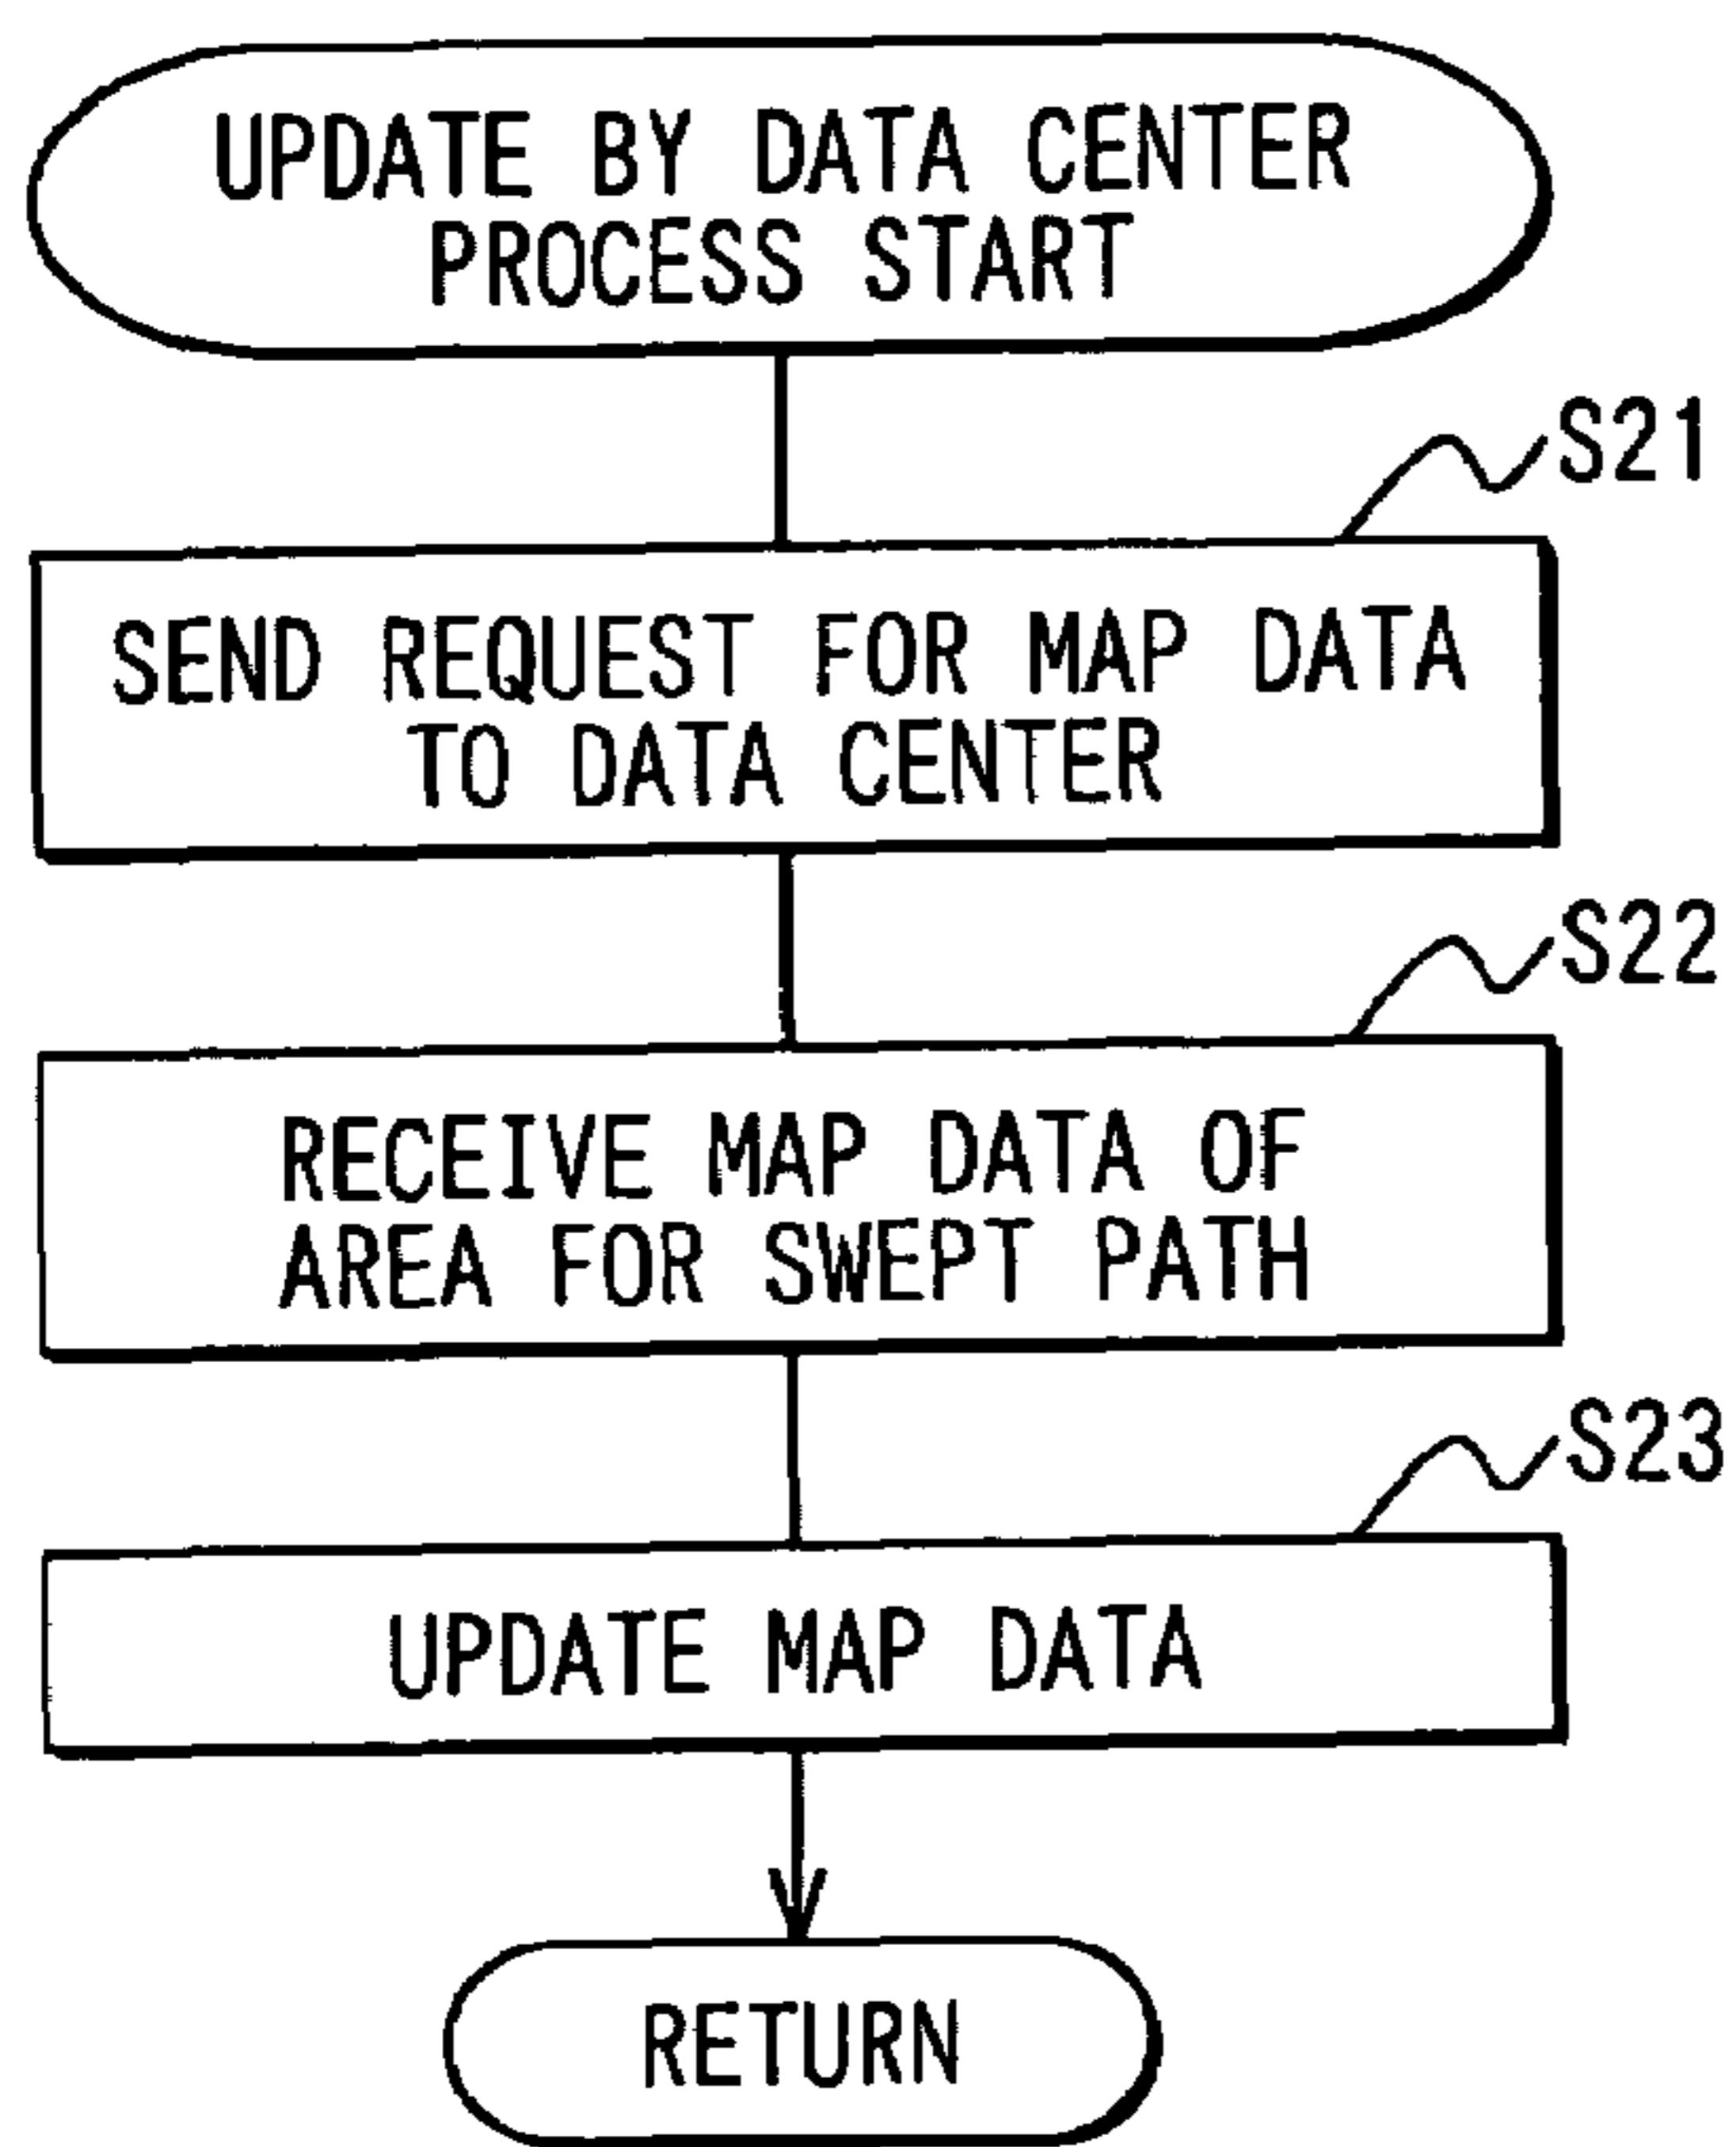 UPDATE BY DATA CENTER
PROCESS START
S21
SEND REQUEST FOR MAP DATA
TO DATA CENTER
S22
RECEIVE MAP DATA OF
AREA FOR SWEPT PATH
S23
UPDATE MAP DATA
RETURN